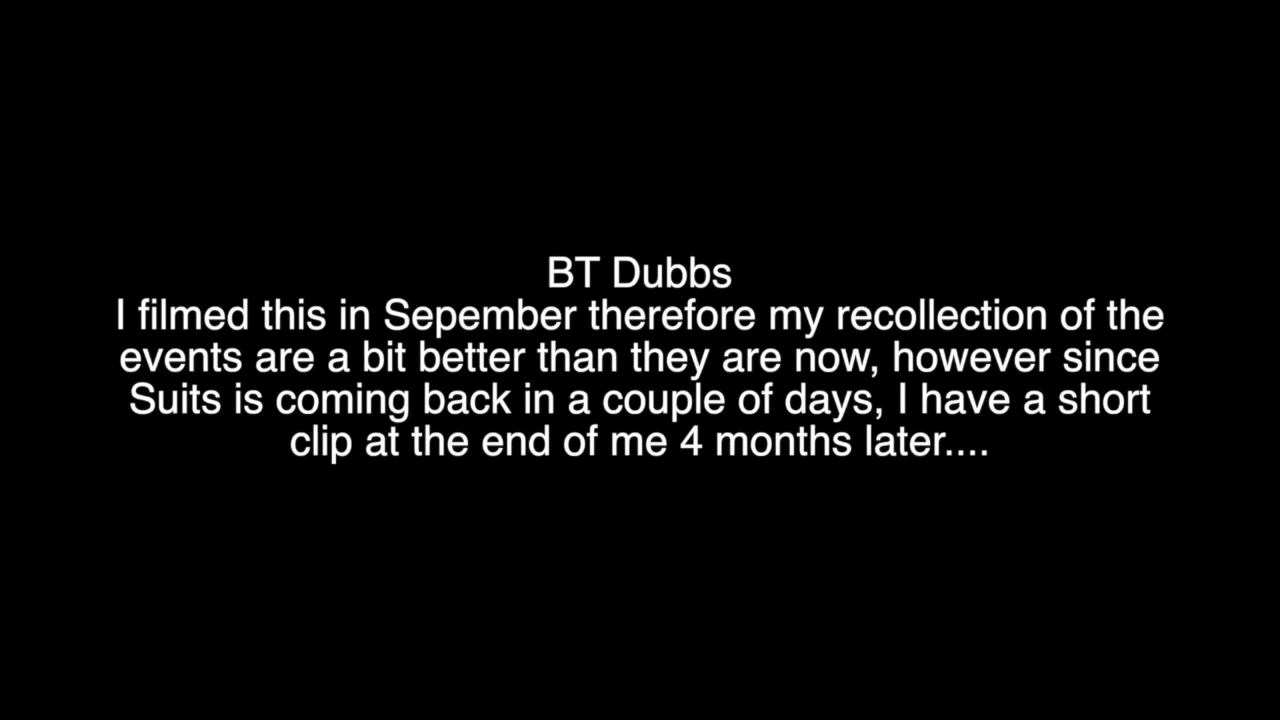 BT Dubbs
I filmed this in Sepember therefore my recollection of the
events are a bit better than they are now, however since
Suits is coming back in a couple of days, I have a short
clip at the end of me 4 months later....